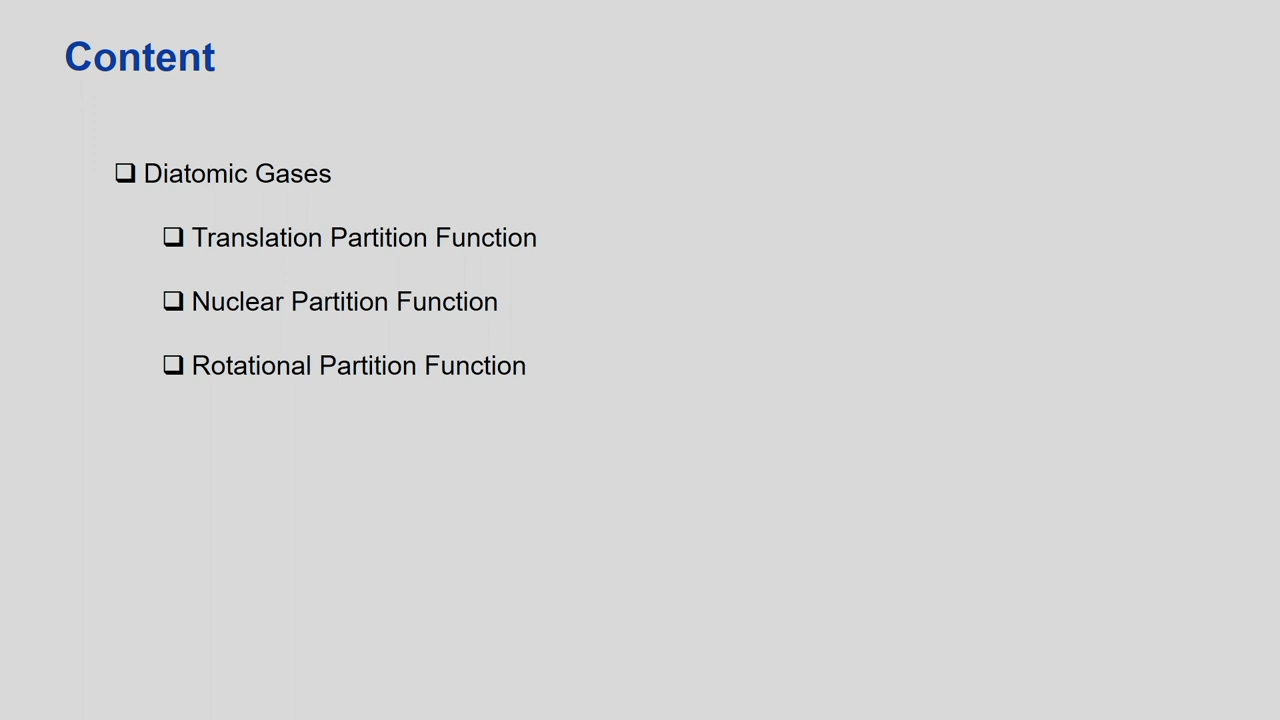 Content
❑ Diatomic Gases
❑ Translation Partition Function
❑ Nuclear Partition Function
❑ Rotational Partition Function